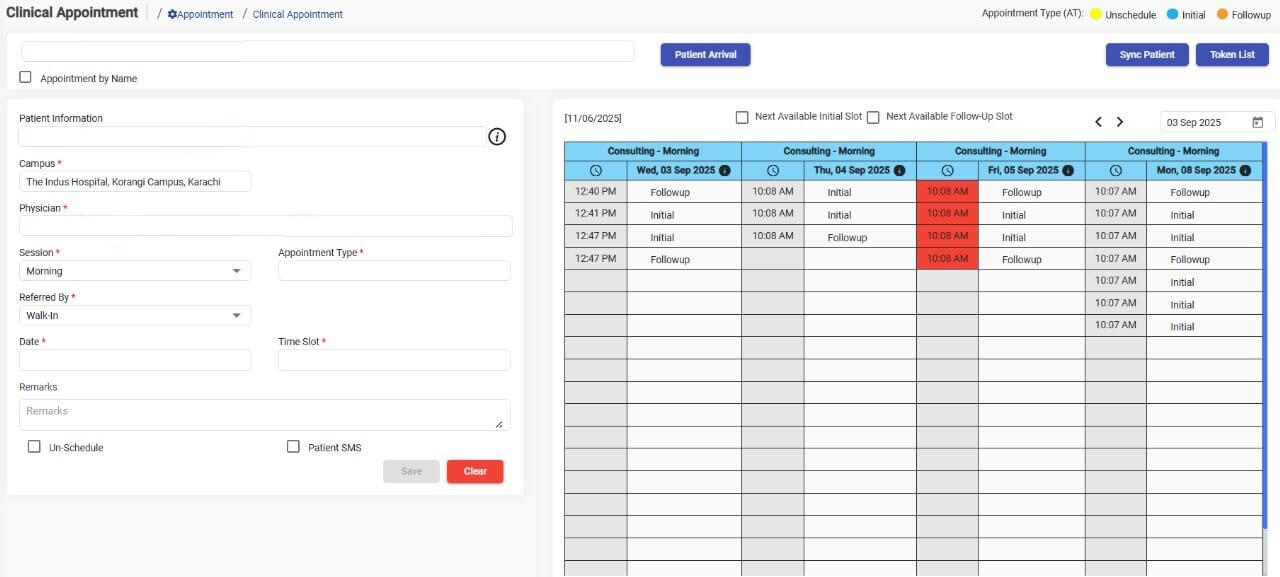 Clinical Appointment / Appointment / Clinical Appointment
Appointment Type (AT): Unschedule Initial Followup
Patient Arrival Sync Patient Token List
Appointment by Name
Patient Information
i
Campus *
The Indus Hospital, Korangi Campus, Karachi
Physician *
Session * Appointment Type *
Morning
Referred By *
Walk-In
Date * Time Slot *
Remarks
Remarks
Un-Schedule Patient SMS
Save Clear
[11/06/2025] Next Available Initial Slot Next Available Follow-Up Slot < > 03 Sep 2025
Consulting - Morning Consulting - Morning Consulting - Morning Consulting - Morning
Wed, 03 Sep 2025 Thu, 04 Sep 2025 Fri, 05 Sep 2025 Mon, 08 Sep 2025
12:40 PM Followup 10:08 AM Initial 10:08 AM Followup 10:07 AM Followup
12:41 PM Initial 10:08 AM Initial 10:08 AM Initial 10:07 AM Initial
12:47 PM Initial 10:08 AM Followup 10:08 AM Initial 10:07 AM Initial
12:47 PM Followup 10:08 AM Followup 10:07 AM Followup
10:07 AM Initial
10:07 AM Initial
10:07 AM Initial